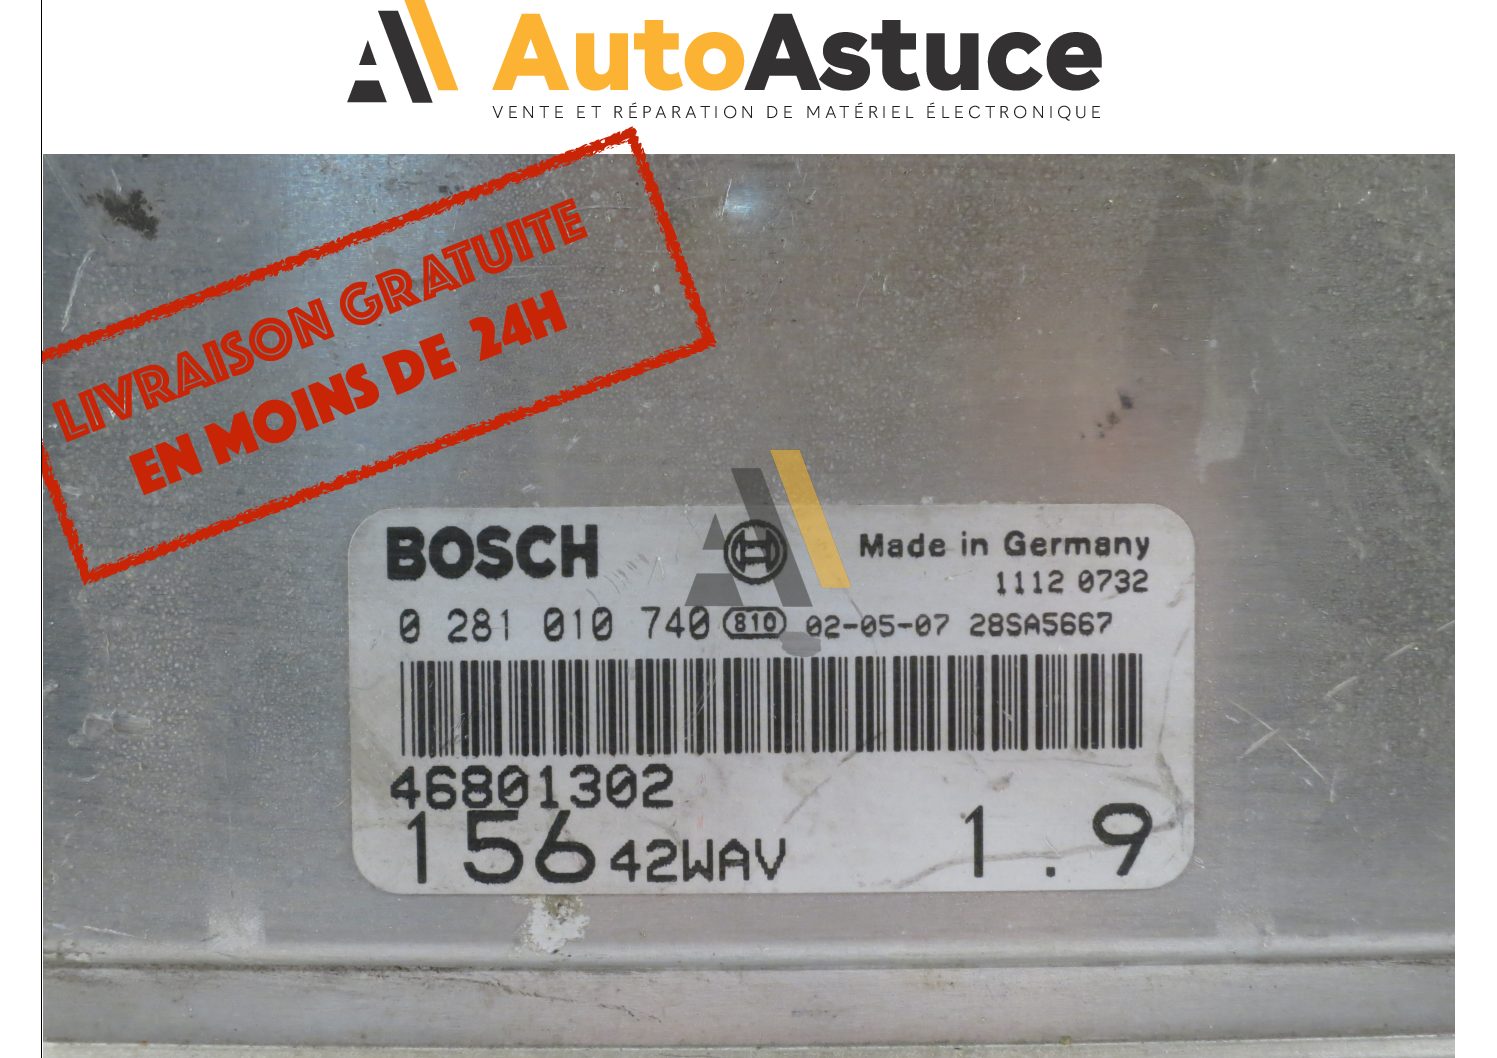 AutoAstuce
VENTE ET RÉPARATION DE MATÉRIEL ÉLECTRONIQUE
LIVRAISON GRATUITE
EN MOINS DE 24H
BOSCH
Made in Germany
1112 0732
0 281 010 740 810 02-05-07 28SA5667
46801302
156 42WAV 1.9